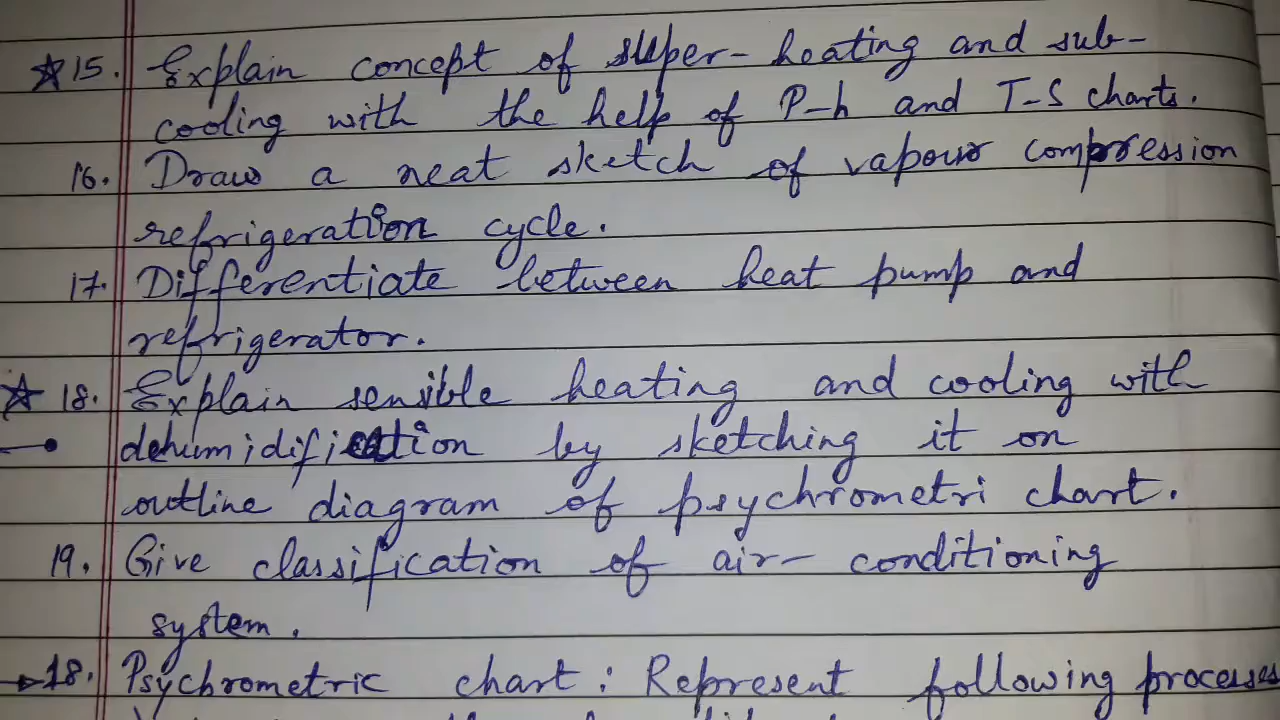 ☆15. Explain concept of super-heating and sub-
cooling with the help of P-h and T-S charts.
16. Draw a neat sketch of vapour compression
refrigeration cycle.
17. Differentiate between heat pump and
refrigerator.
☆ 18. Explain sensible heating and cooling with
dehumidification by sketching it on
outline diagram of psychrometri chart.
19. Give classification of air- conditioning
system.
→18. Psychrometric chart: Represent following processes